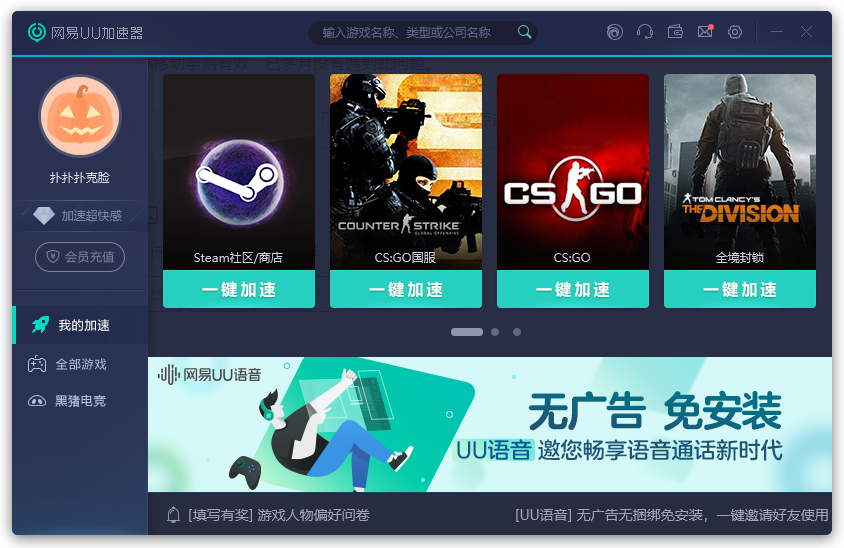 网易UU加速器
输入游戏名称、类型或公司名称
扑扑扑克脸
加速超快感
会员充值
我的加速
全部游戏
黑猪电竞
Steam社区/商店
一键加速
COUNTER STRIKE
GLOBAL OFFENSIVE
CS:GO国服
一键加速
CS GO
CS:GO
一键加速
TOM CLANCY'S
THE DIVISION
全境封锁
一键加速
网易UU语音
无广告 免安装
UU语音 邀您畅享语音通话新时代
[填写有奖] 游戏人物偏好问卷
[UU语音] 无广告无捆绑免安装，一键邀请好友使用